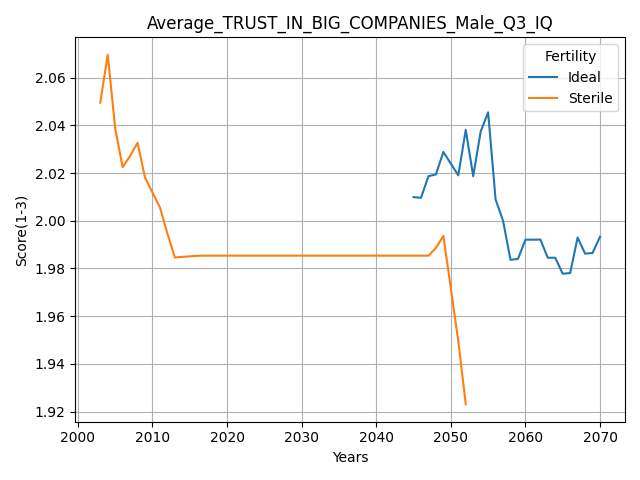 Average_TRUST_IN_BIG_COMPANIES_Male_Q3_IQ
Fertility
Ideal
Sterile
Score(1-3)
2.06
2.04
2.02
2.00
1.98
1.96
1.94
1.92
2000 2010 2020 2030 2040 2050 2060 2070
Years